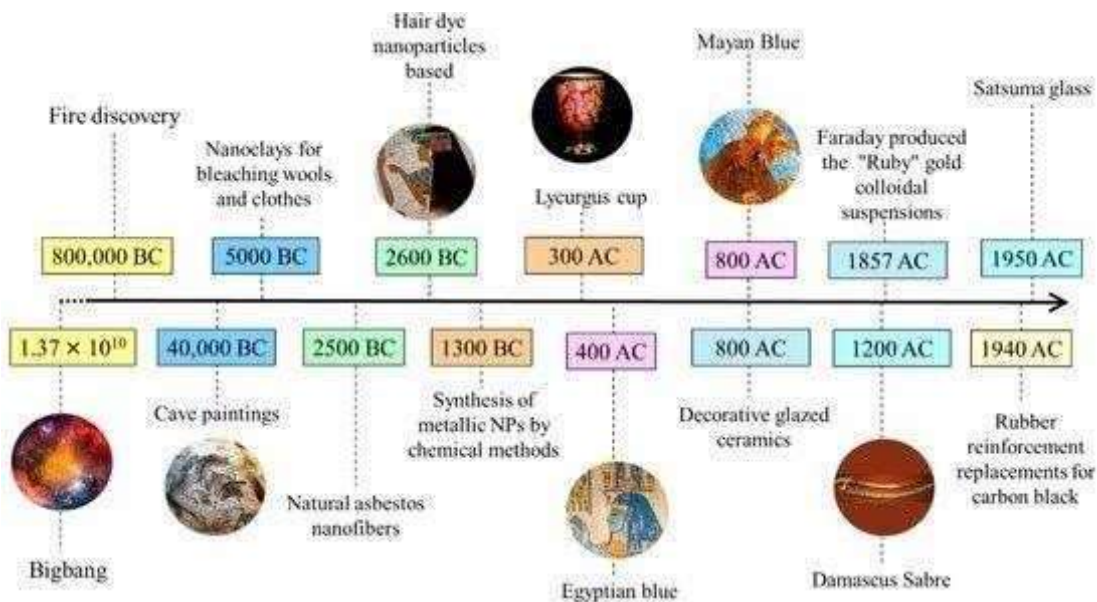 Fire discovery
800,000 BC
Nanoclays for
bleaching wools
and clothes
5000 BC
Hair dye
nanoparticles
based
2600 BC
Lycurgus cup
300 AC
Mayan Blue
800 AC
Faraday produced
the "Ruby" gold
colloidal
suspensions
1857 AC
Satsuma glass
1950 AC
1.37 × 10¹⁰
Bigbang
40,000 BC
Cave paintings
2500 BC
Natural asbestos
nanofibers
1300 BC
Synthesis of
metallic NPs by
chemical methods
400 AC
Egyptian blue
800 AC
Decorative glazed
ceramics
1200 AC
Damascus Sabre
1940 AC
Rubber
reinforcement
replacements for
carbon black